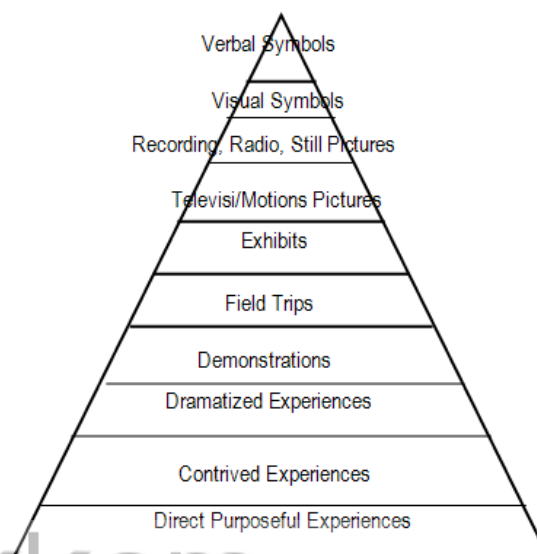 Verbal Symbols
Visual Symbols
Recording, Radio, Still Pictures
Televisi/Motions Pictures
Exhibits
Field Trips
Demonstrations
Dramatized Experiences
Contrived Experiences
Direct Purposeful Experiences